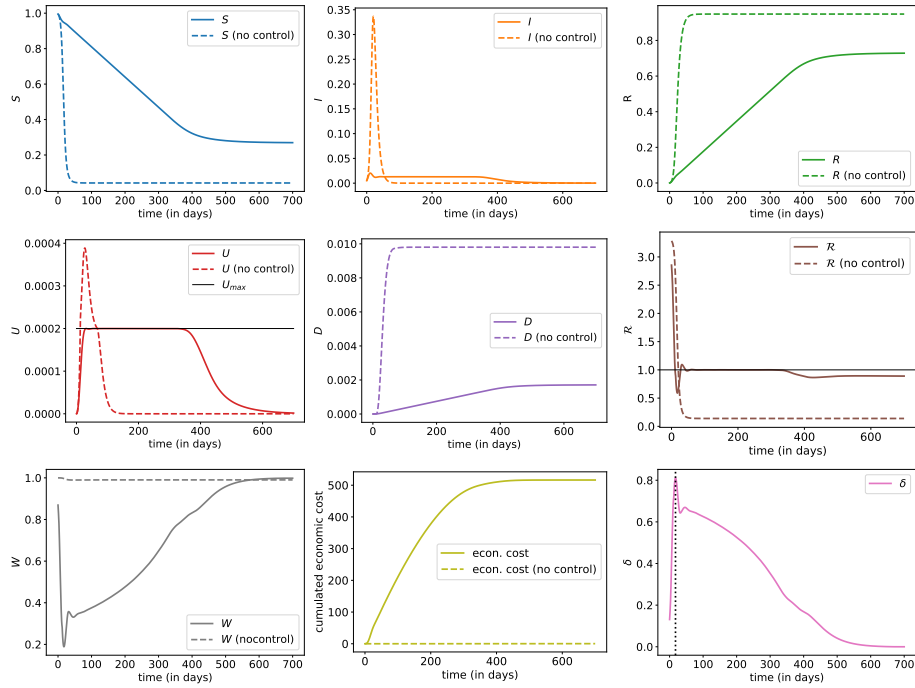 1.0
0.8
0.6
0.4
0.2
0.0
S
S
S (no control)
0 100 200 300 400 500 600 700
time (in days)
0.35
0.30
0.25
0.20
0.15
0.10
0.05
0.00
I
I
I (no control)
0 200 400 600
time (in days)
0.8
0.6
0.4
0.2
0.0
R
R
R (no control)
0 200 400 600
time (in days)
0.0004
0.0003
0.0002
0.0001
0.0000
U
U
U (no control)
U_max
0 200 400 600
time (in days)
0.010
0.008
0.006
0.004
0.002
0.000
D
D
D (no control)
0 200 400 600
time (in days)
3.0
2.5
2.0
1.5
1.0
0.5
0.0
ℛ
ℛ
ℛ (no control)
0 100 200 300 400 500 600 700
time (in days)
1.0
0.8
0.6
0.4
0.2
W
W
W (nocontrol)
0 100 200 300 400 500 600 700
time (in days)
500
400
300
200
100
0
cumulated economic cost
econ. cost
econ. cost (no control)
0 200 400 600
time (in days)
0.8
0.6
0.4
0.2
0.0
δ
δ
0 100 200 300 400 500 600 700
time (in days)